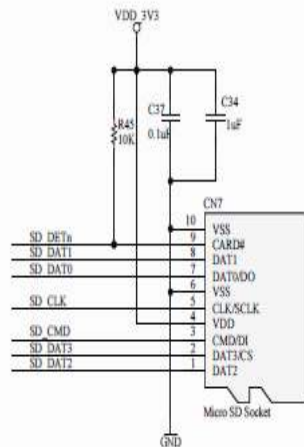 VDD_3V3
C37
0.1uF
C34
1uF
R45
10K
CN7
10 VSS
SD_DETn 9 CARD#
SD_DAT1 8 DAT1
SD_DAT0 7 DAT0/DO
6 VSS
SD_CLK 5 CLK/SCLK
4 VDD
SD_CMD 3 CMD/DI
SD_DAT3 2 DAT3/CS
SD_DAT2 1 DAT2
Micro SD Socket
GND